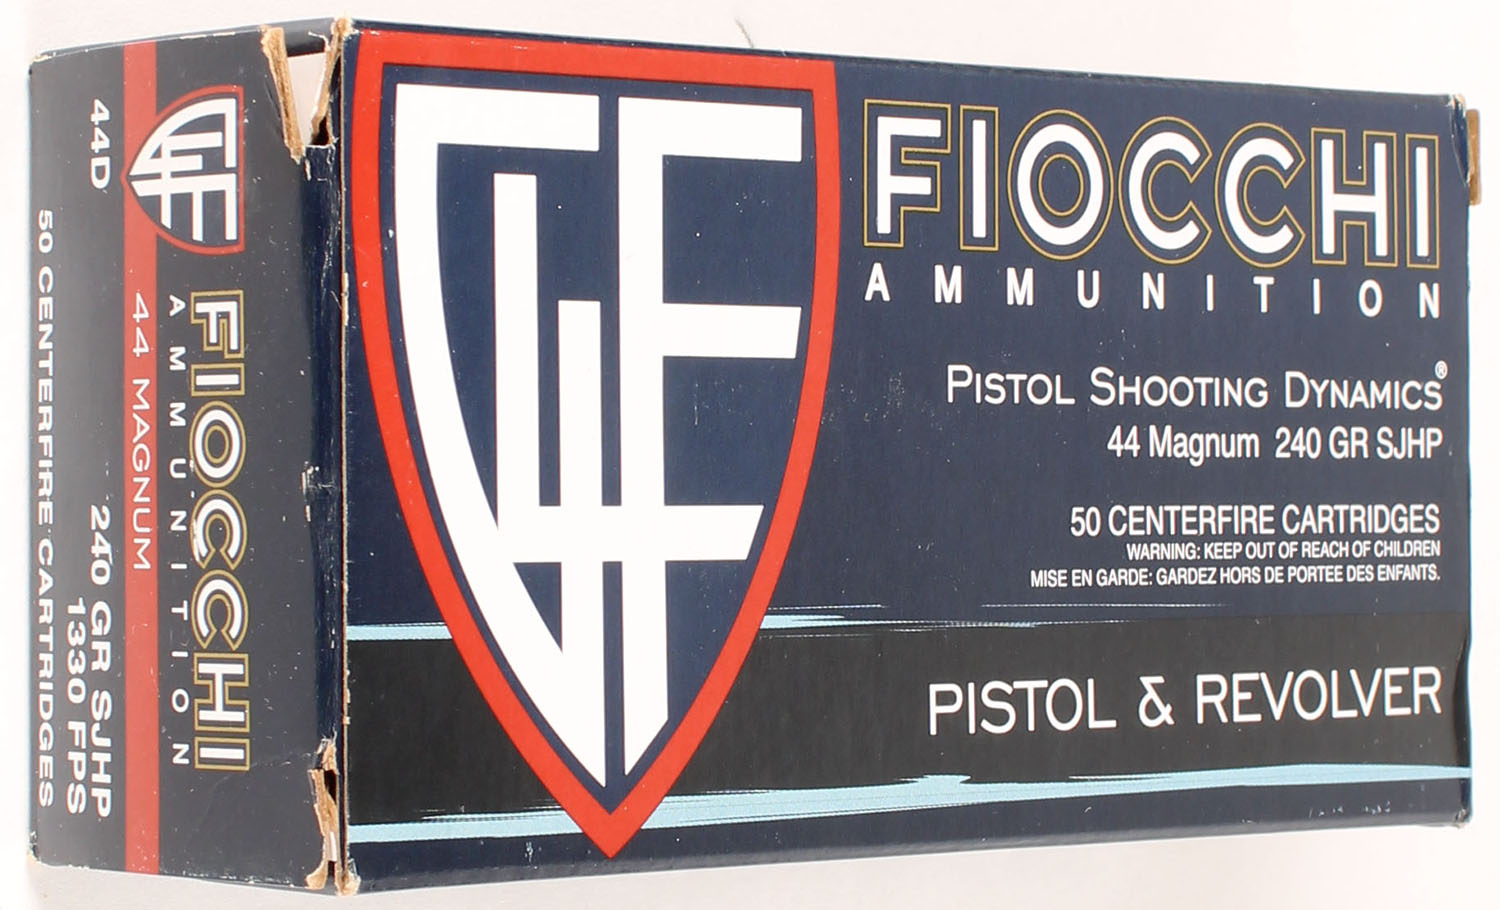 FIOCCHI
AMMUNITION
PISTOL SHOOTING DYNAMICS®
44 Magnum 240 GR SJHP
50 CENTERFIRE CARTRIDGES
WARNING: KEEP OUT OF REACH OF CHILDREN
MISE EN GARDE: GARDEZ HORS DE PORTEE DES ENFANTS.
PISTOL & REVOLVER
GF
FIOCCHI
AMMUNITION
GF
44 MAGNUM
44D
240 GR SJHP
1330 FPS
50 CENTERFIRE CARTRIDGES